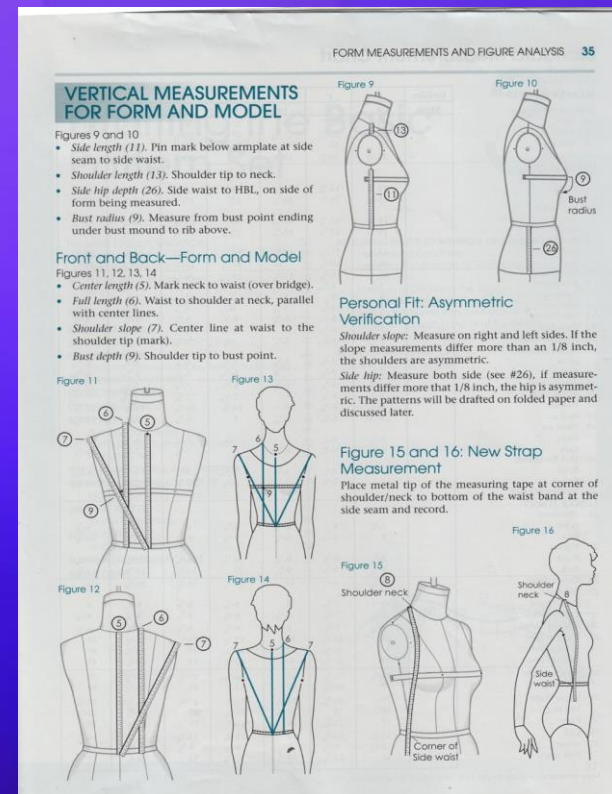 FORM MEASUREMENTS AND FIGURE ANALYSIS 35
VERTICAL MEASUREMENTS
FOR FORM AND MODEL
Figures 9 and 10
• Side length (11). Pin mark below armplate at side
seam to side waist.
• Shoulder length (13). Shoulder tip to neck.
• Side hip depth (26). Side waist to HBL, on side of
form being measured.
• Bust radius (9). Measure from bust point ending
under bust mound to rib above.
Front and Back—Form and Model
Figures 11, 12, 13, 14
• Center length (5). Mark neck to waist (over bridge).
• Full length (6). Waist to shoulder at neck, parallel
with center lines.
• Shoulder slope (7). Center line at waist to the
shoulder tip (mark).
• Bust depth (9). Shoulder tip to bust point.
Figure 11
6
5
7
9
Figure 13
6
7
5
7
9
Figure 12
5
6
7
Figure 14
7
5
6
7
Figure 9
13
11
Figure 10
9
Bust
radius
26
Personal Fit: Asymmetric
Verification
Shoulder slope: Measure on right and left sides. If the
slope measurements differ more than an 1/8 inch,
the shoulders are asymmetric.
Side hip: Measure both side (see #26), if measure-
ments differ more that 1/8 inch, the hip is asymmet-
ric. The patterns will be drafted on folded paper and
discussed later.
Figure 15 and 16: New Strap
Measurement
Place metal tip of the measuring tape at corner of
shoulder/neck to bottom of the waist band at the
side seam and record.
Figure 15
8
Shoulder neck
Corner of
Side waist
Figure 16
Shoulder
neck
8
Side
waist